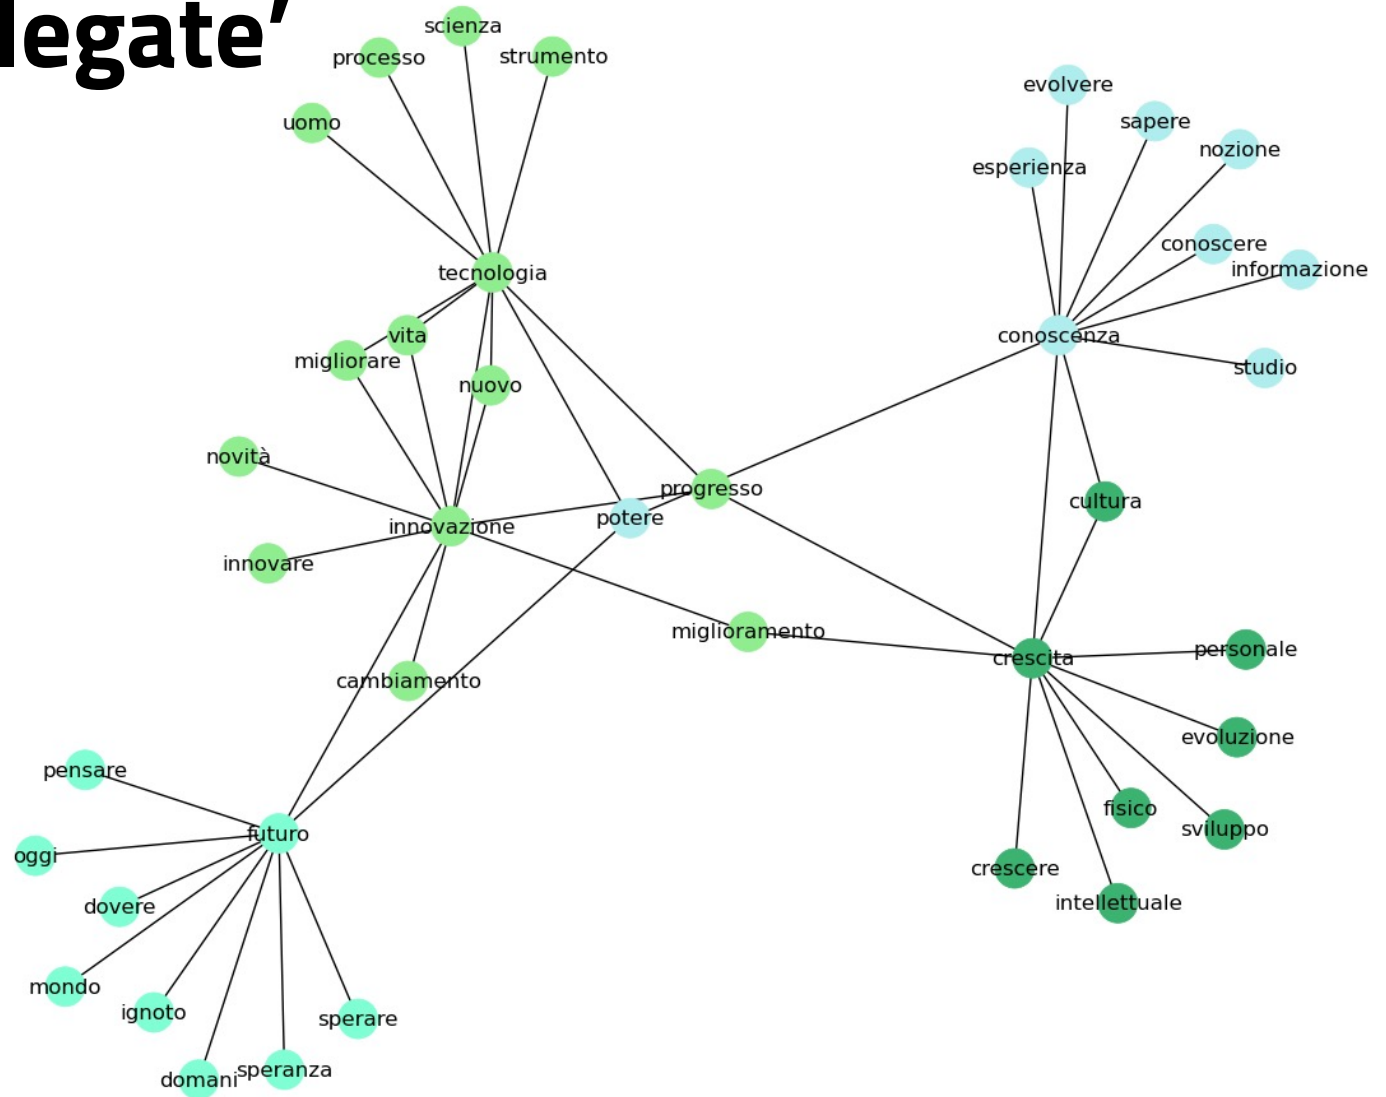 legate’
scienza
processo
strumento
uomo
evolvere
sapere
nozione
esperienza
conoscere
informazione
tecnologia
vita
migliorare
nuovo
conoscenza
studio
novità
progresso
potere
innovazione
cultura
innovare
miglioramento
crescita
personale
cambiamento
evoluzione
pensare
fisico
sviluppo
futuro
oggi
crescere
dovere
intellettuale
mondo
ignoto
sperare
domani
speranza